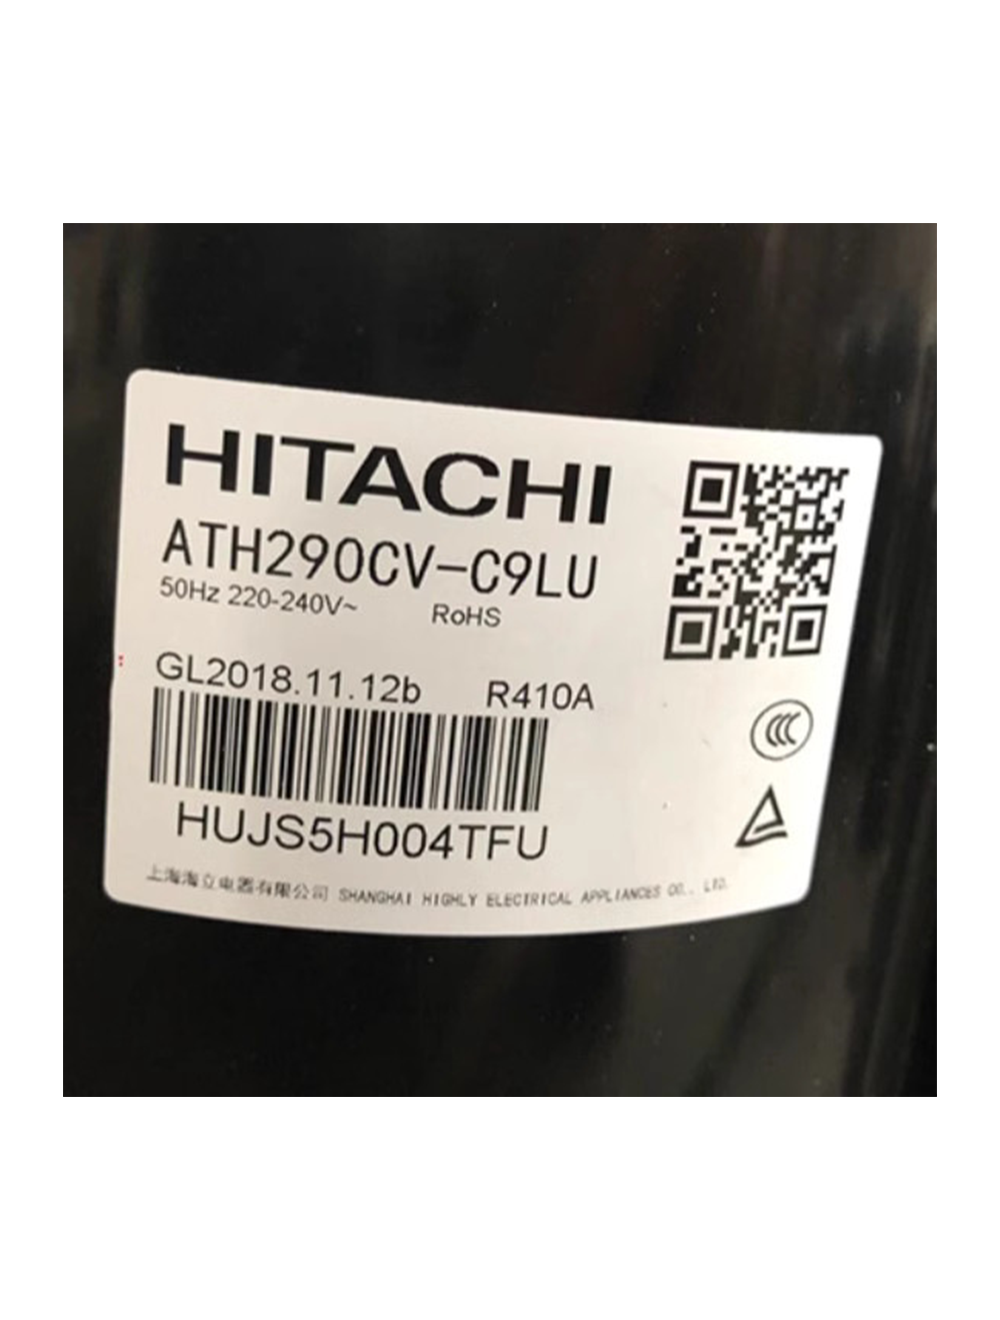 HITACHI
ATH290CV-C9LU
50Hz 220-240V~ RoHS
GL2018.11.12b R410A
HUJS5H004TFU
上海海立电器有限公司 SHANGHAI HIGHLY ELECTRICAL APPLIANCES CO., LTD.